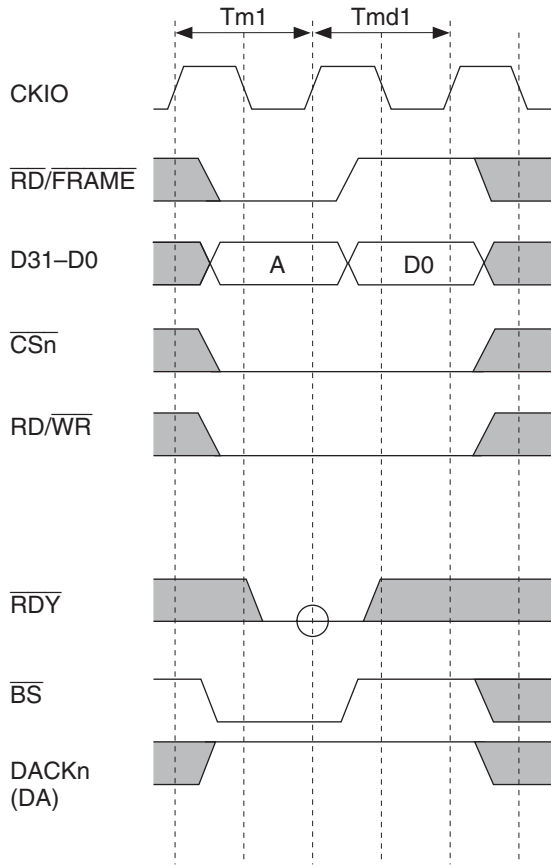 Tm1 Tmd1
CKIO
RD/FRAME
D31–D0 A D0
CSn
RD/WR
RDY
BS
DACKn
(DA)